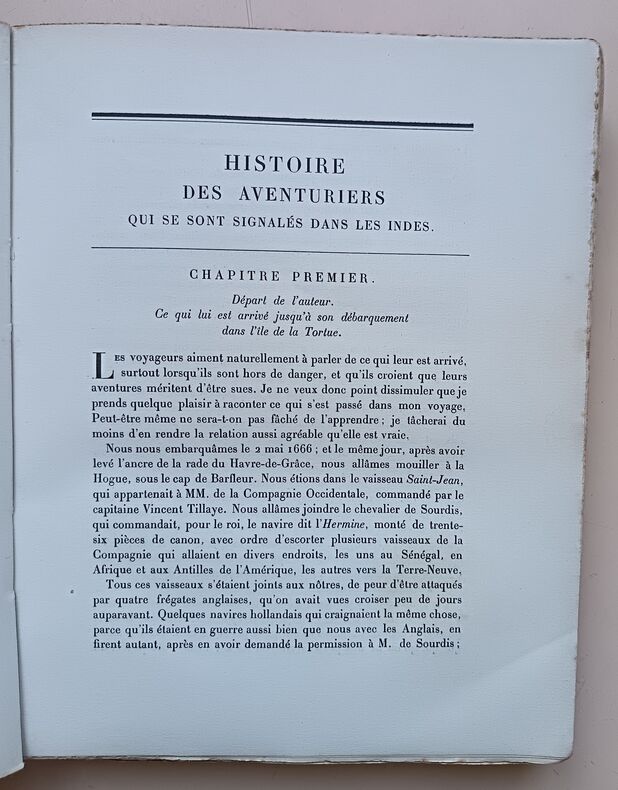 HISTOIRE
DES AVENTURIERS
QUI SE SONT SIGNALÉS DANS LES INDES.
CHAPITRE PREMIER.
Départ de l'auteur.
Ce qui lui est arrivé jusqu'à son débarquement
dans l'île de la Tortue.
LES voyageurs aiment naturellement à parler de ce qui leur est arrivé,
surtout lorsqu'ils sont hors de danger, et qu'ils croient que leurs
aventures méritent d'être sues. Je ne veux donc point dissimuler que je
prends quelque plaisir à raconter ce qui s'est passé dans mon voyage.
Peut-être même ne sera-t-on pas fâché de l'apprendre ; je tâcherai du
moins d'en rendre la relation aussi agréable qu'elle est vraie.
Nous nous embarquâmes le 2 mai 1666 ; et le même jour, après avoir
levé l'ancre de la rade du Havre-de-Grâce, nous allâmes mouiller à la
Hogue, sous le cap de Barfleur. Nous étions dans le vaisseau Saint-Jean,
qui appartenait à MM. de la Compagnie Occidentale, commandé par le
capitaine Vincent Tillaye. Nous allâmes joindre le chevalier de Sourdis,
qui commandait, pour le roi, le navire dit l'Hermine, monté de trente-
six pièces de canon, avec ordre d'escorter plusieurs vaisseaux de la
Compagnie qui allaient en divers endroits, les uns au Sénégal, en
Afrique et aux Antilles de l'Amérique, les autres vers la Terre-Neuve.
Tous ces vaisseaux s'étaient joints aux nôtres, de peur d'être attaqués
par quatre frégates anglaises, qu'on avait vues croiser peu de jours
auparavant. Quelques navires hollandais qui craignaient la même chose,
parce qu'ils étaient en guerre aussi bien que nous avec les Anglais, en
firent autant, après en avoir demandé la permission à M. de Sourdis ;